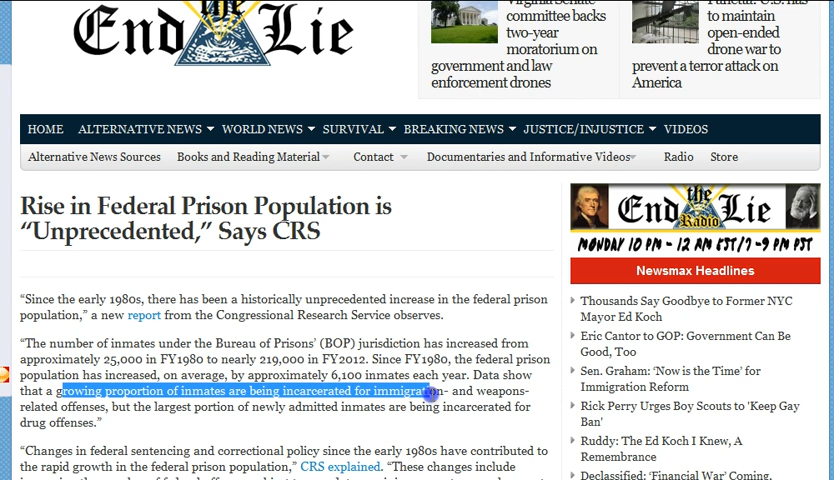 the
End Lie
Virginia Senate
committee backs
two-year
moratorium on
government and law
enforcement drones
Panetta: U.S. has
to maintain
open-ended
drone war to
prevent a terror attack on
America
HOME ALTERNATIVE NEWS WORLD NEWS SURVIVAL BREAKING NEWS JUSTICE/INJUSTICE VIDEOS
Alternative News Sources Books and Reading Material Contact Documentaries and Informative Videos Radio Store
Rise in Federal Prison Population is
“Unprecedented,” Says CRS
“Since the early 1980s, there has been a historically unprecedented increase in the federal prison
population,” a new report from the Congressional Research Service observes.
“The number of inmates under the Bureau of Prisons’ (BOP) jurisdiction has increased from
approximately 25,000 in FY1980 to nearly 219,000 in FY2012. Since FY1980, the federal prison
population has increased, on average, by approximately 6,100 inmates each year. Data show
that a growing proportion of inmates are being incarcerated for immigration- and weapons-
related offenses, but the largest portion of newly admitted inmates are being incarcerated for
drug offenses.”
“Changes in federal sentencing and correctional policy since the early 1980s have contributed to
the rapid growth in the federal prison population,” CRS explained. “These changes include
End the Lie
Radio
MONDAY 10 PM - 12 AM EST/7 -9 PM PST
Newsmax Headlines
Thousands Say Goodbye to Former NYC
Mayor Ed Koch
Eric Cantor to GOP: Government Can Be
Good, Too
Sen. Graham: ‘Now is the Time’ for
Immigration Reform
Rick Perry Urges Boy Scouts to 'Keep Gay
Ban'
Ruddy: The Ed Koch I Knew, A
Remembrance
Declassified: ‘Financial War’ Coming,